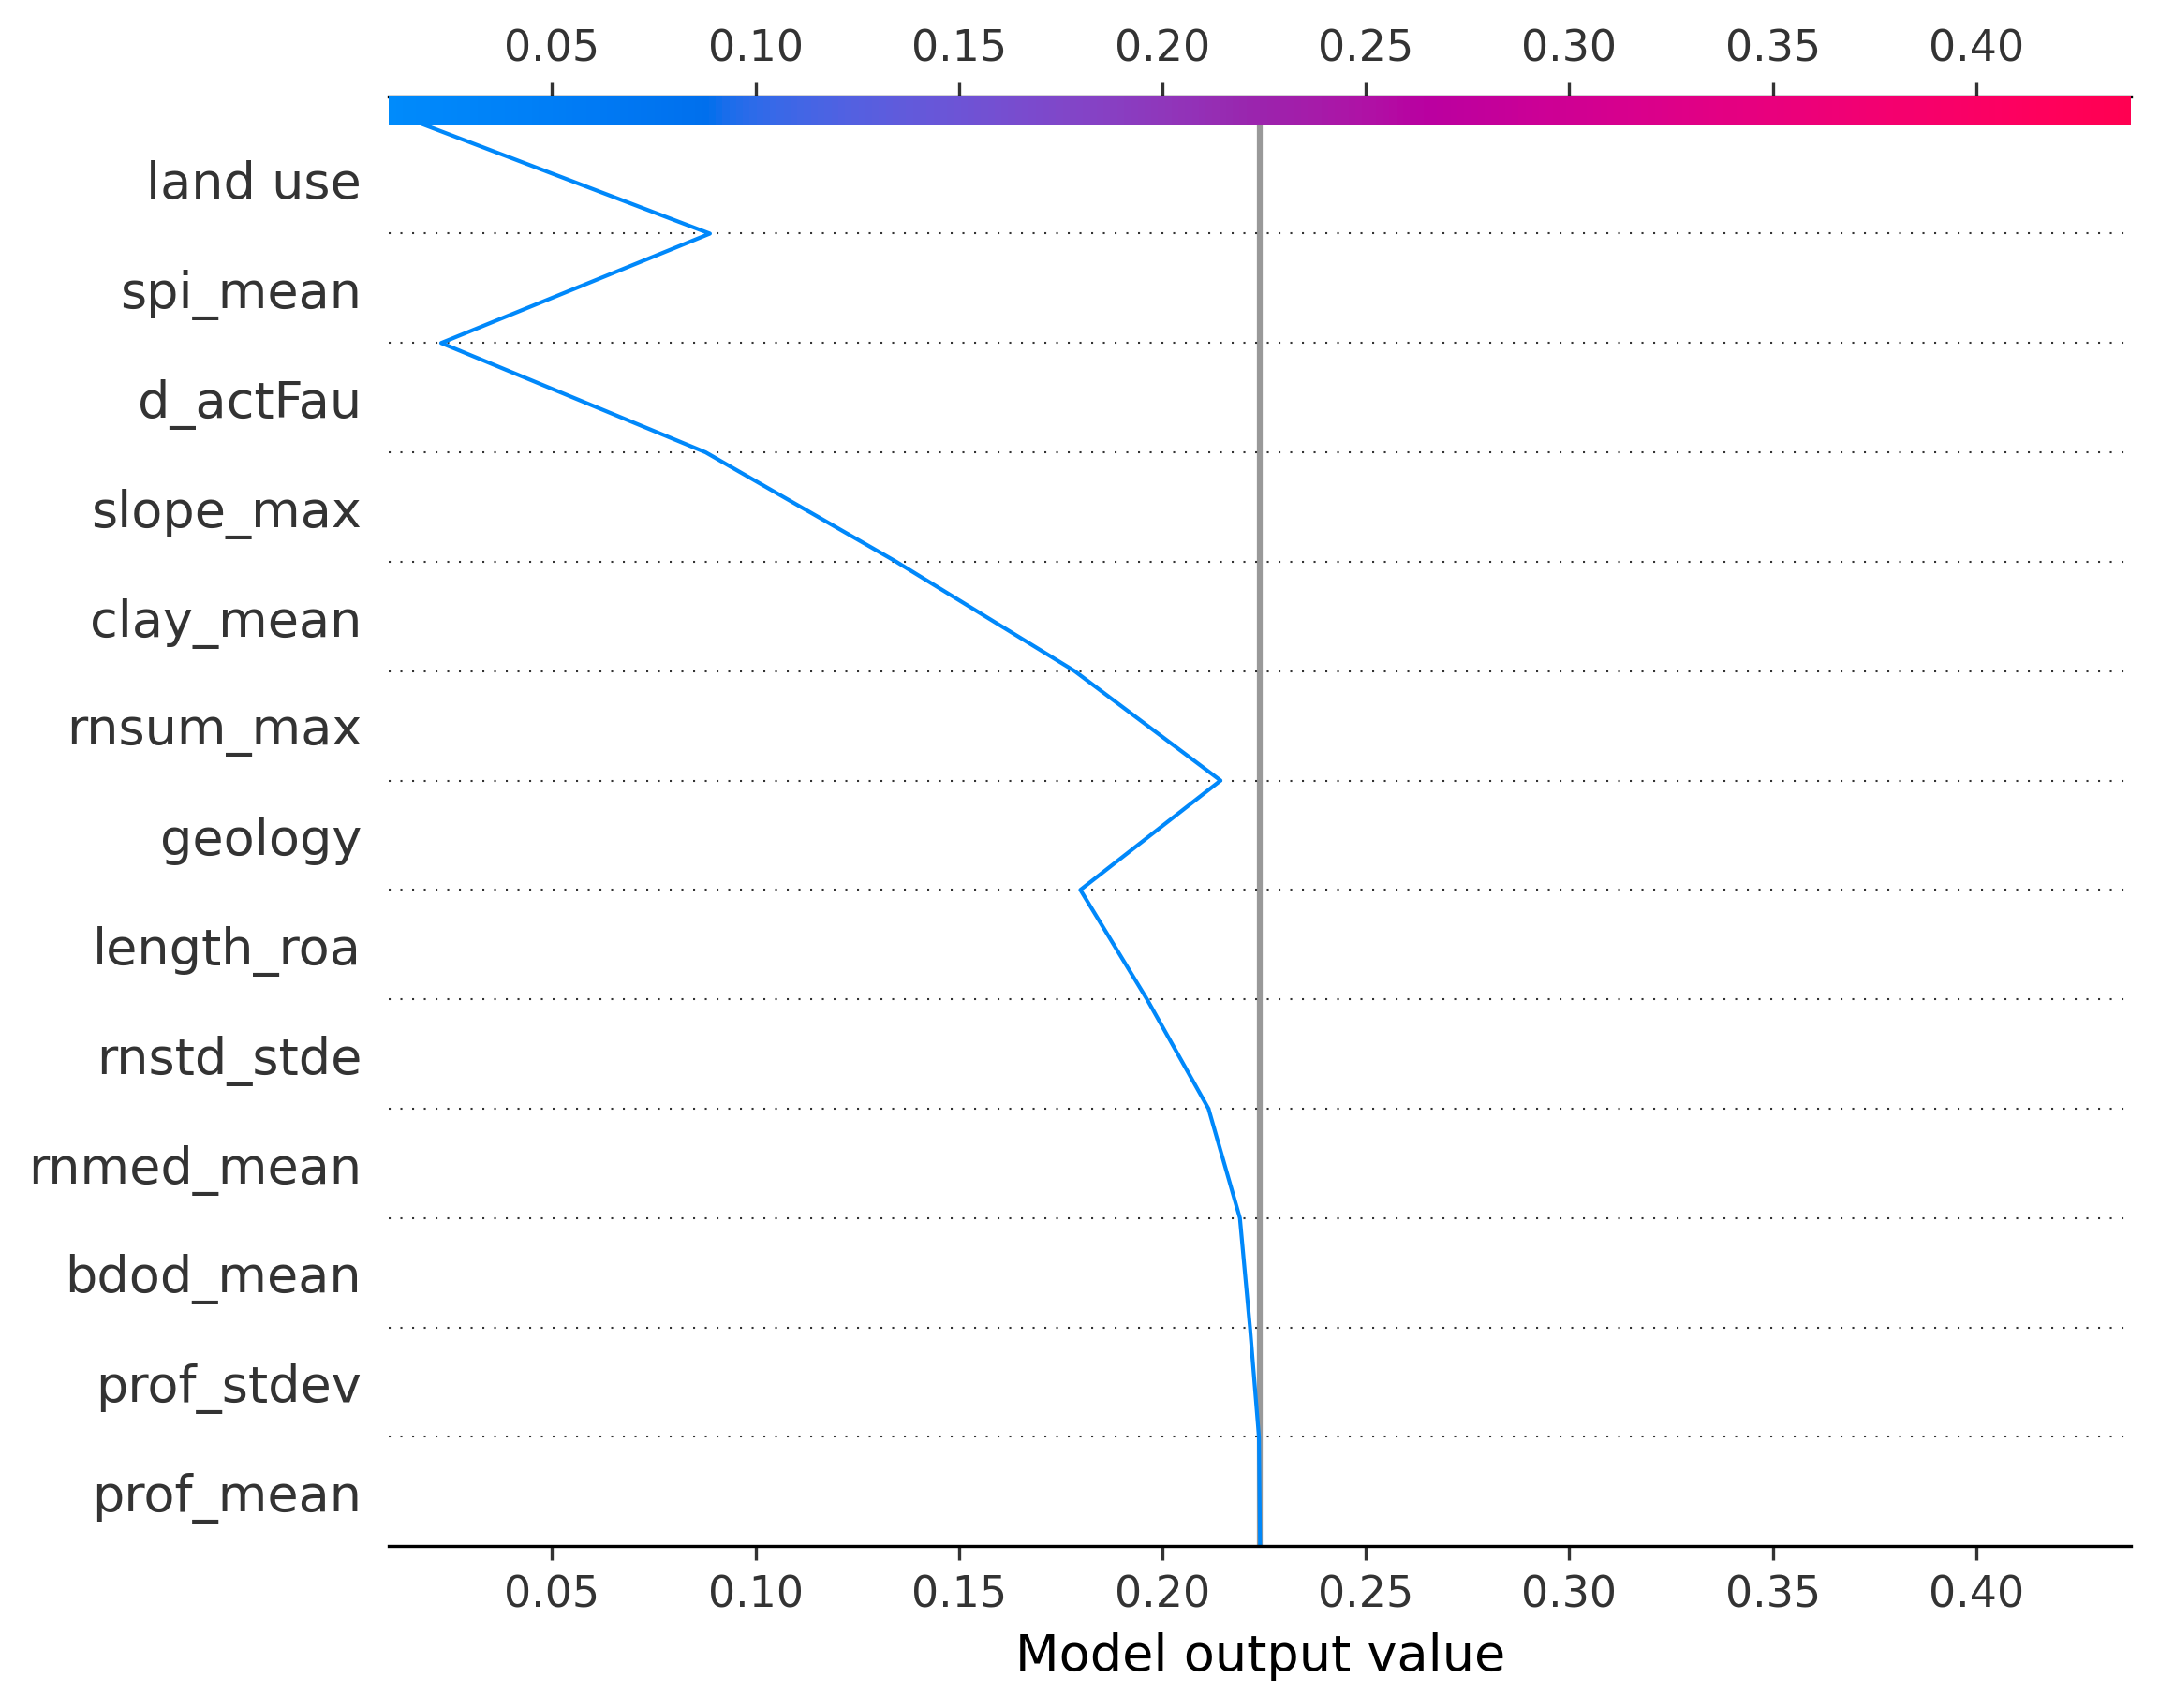 0.05 0.10 0.15 0.20 0.25 0.30 0.35 0.40
land use
spi_mean
d_actFau
slope_max
clay_mean
rnsum_max
geology
length_roa
rnstd_stde
rnmed_mean
bdod_mean
prof_stdev
prof_mean
0.05 0.10 0.15 0.20 0.25 0.30 0.35 0.40
Model output value